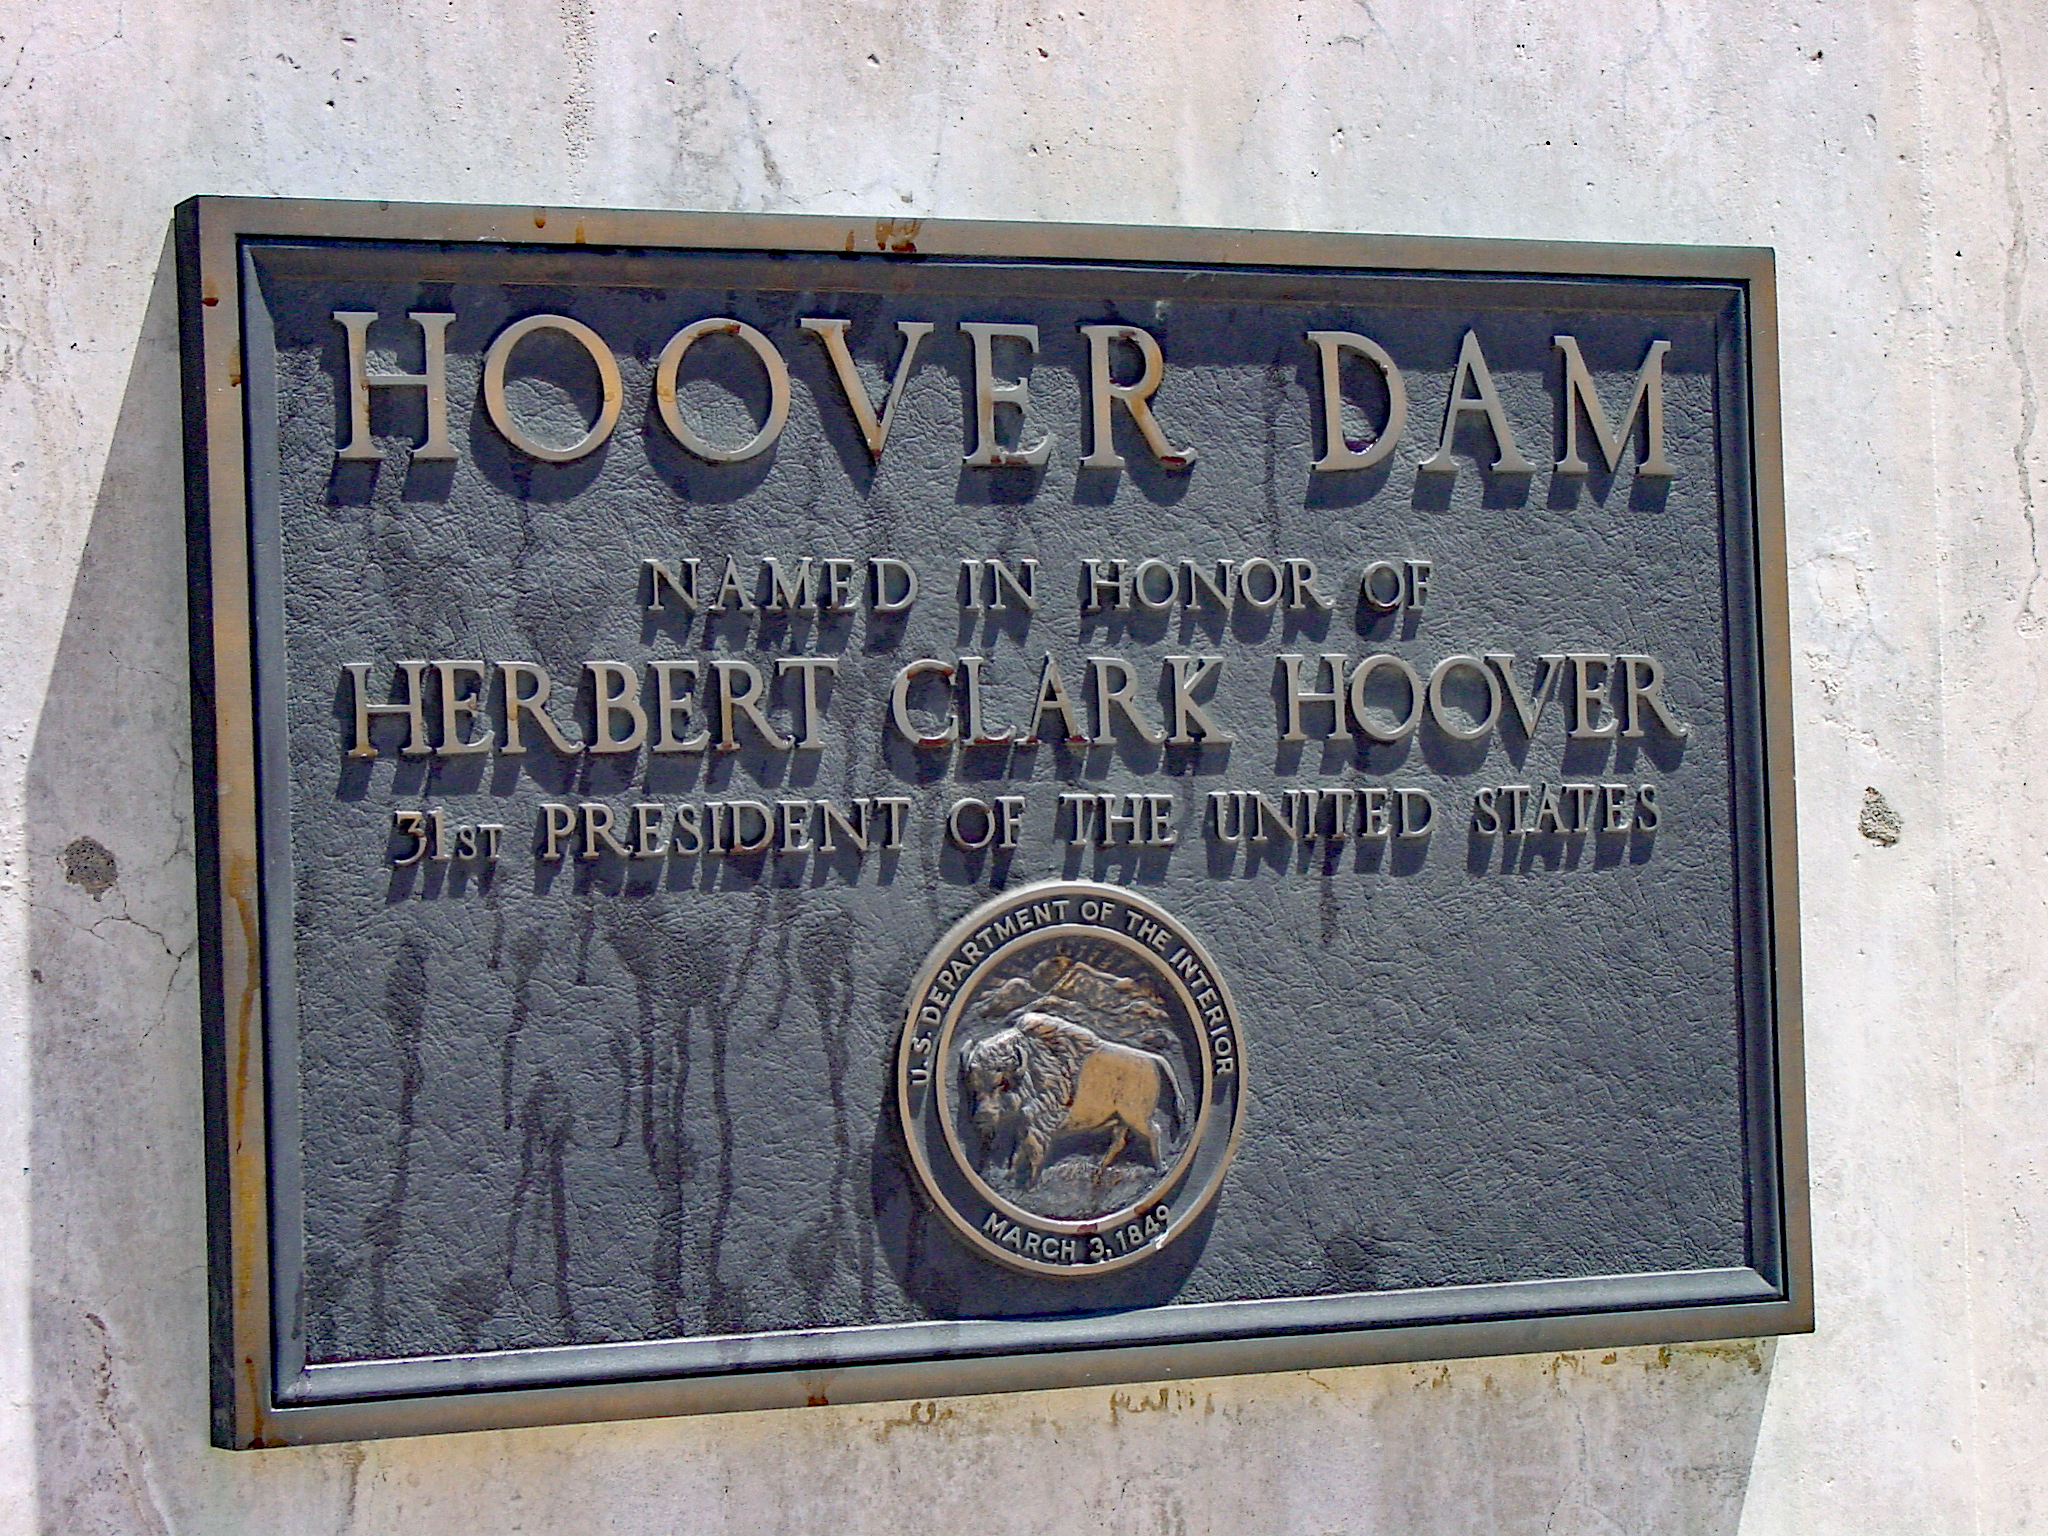 HOOVER DAM
NAMED IN HONOR OF
HERBERT CLARK HOOVER
31ST PRESIDENT OF THE UNITED STATES
U.S. DEPARTMENT OF THE INTERIOR
MARCH 3, 1849